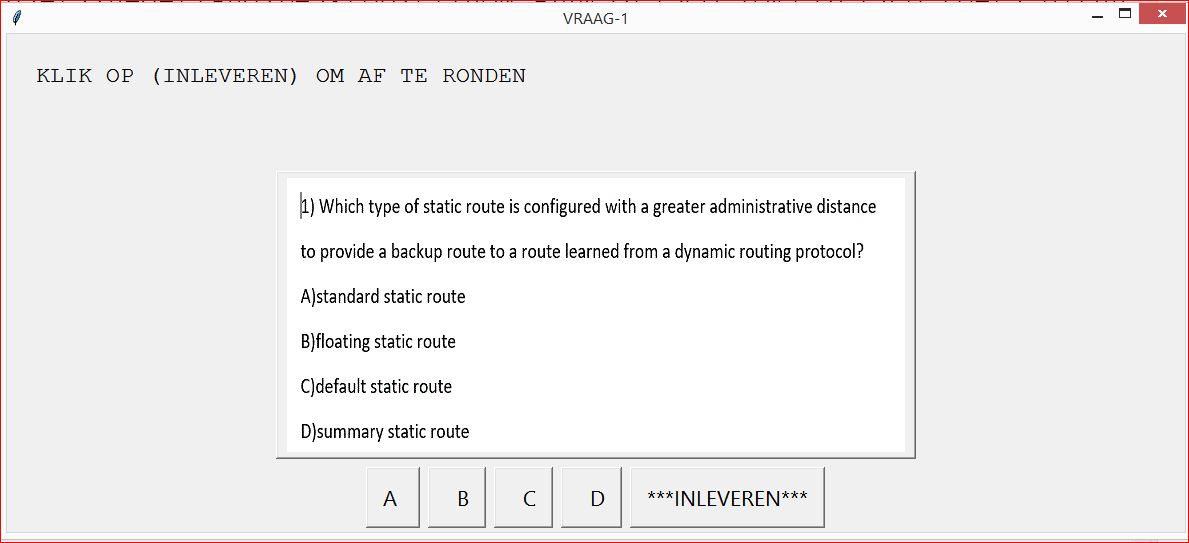 VRAAG-1
KLIK OP (INLEVEREN) OM AF TE RONDEN
1) Which type of static route is configured with a greater administrative distance
to provide a backup route to a route learned from a dynamic routing protocol?
A)standard static route
B)floating static route
C)default static route
D)summary static route
A B C D ***INLEVEREN***